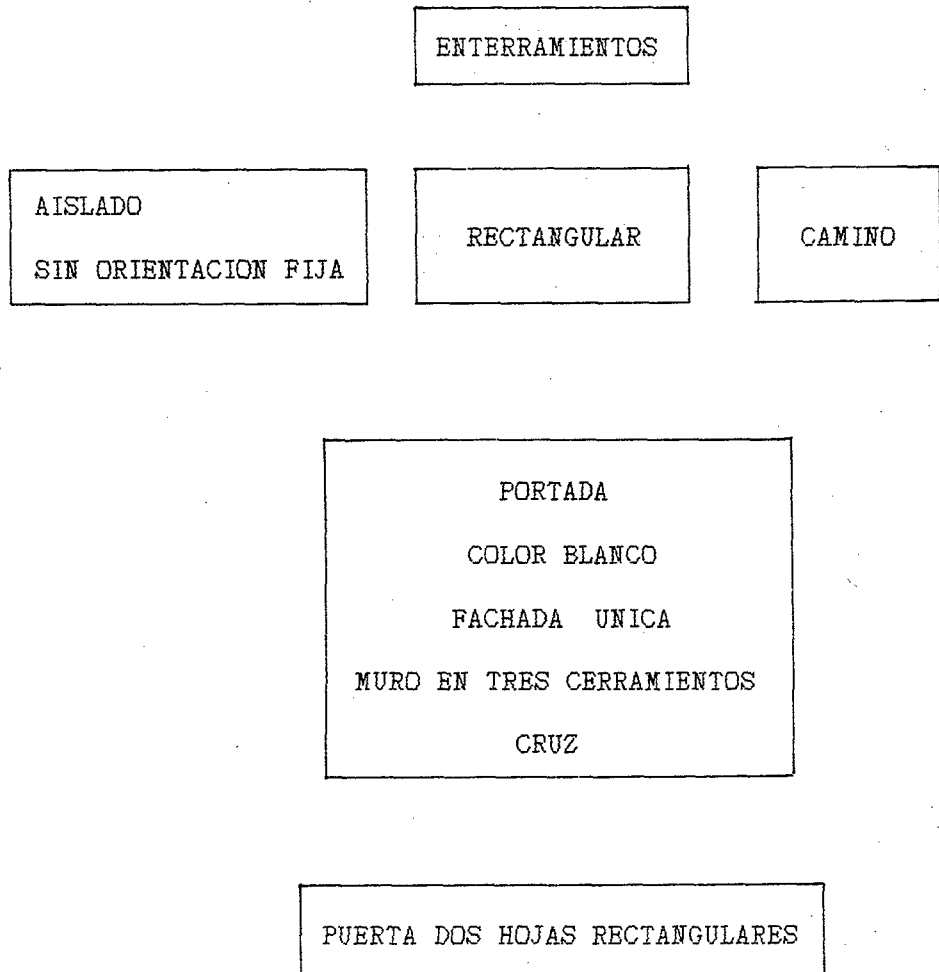 ENTERRAMIENTOS
AISLADO
SIN ORIENTACION FIJA
RECTANGULAR
CAMINO
PORTADA
COLOR BLANCO
FACHADA UNICA
MURO EN TRES CERRAMIENTOS
CRUZ
PUERTA DOS HOJAS RECTANGULARES